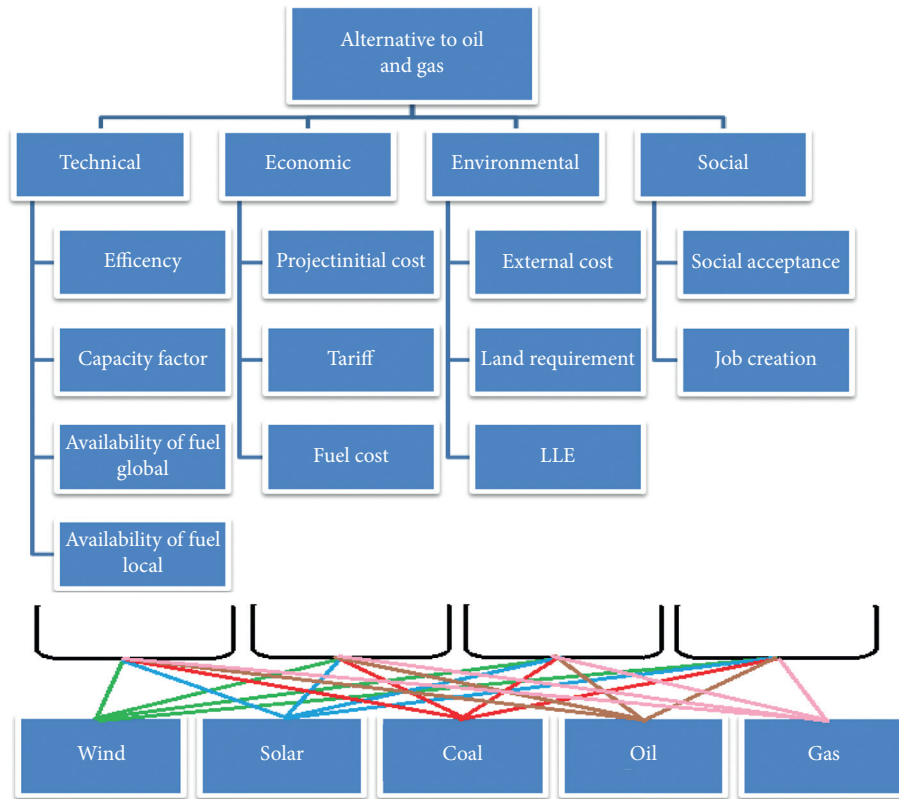 Alternative to oil
and gas
Technical
Economic
Environmental
Social
Efficency
Projectinitial cost
External cost
Social acceptance
Capacity factor
Tariff
Land requirement
Job creation
Availability of fuel
global
Fuel cost
LLE
Availability of fuel
local
Wind
Solar
Coal
Oil
Gas